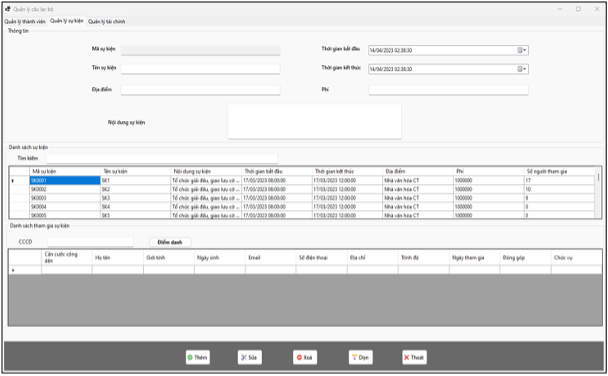 Quản lý câu lạc bộ
Quản lý thành viên Quản lý sự kiện Quản lý tài chính
Thông tin
Mã sự kiện Thời gian bắt đầu 14/04/2023 02:38:30
Tên sự kiện Thời gian kết thúc 14/04/2023 02:38:30
Địa điểm Phí
Nội dung sự kiện
Danh sách sự kiện
Tìm kiếm
Mã sự kiện Tên sự kiện Nội dung sự kiện Thời gian bắt đầu Thời gian kết thúc Địa điểm Phí Số người tham gia
SK0001 SK1 Tổ chức giải đấu, giao lưu cờ ... 17/03/2023 08:00:00 17/03/2023 12:00:00 Nhà văn hóa CT 1000000 17
SK0002 SK2 Tổ chức giải đấu, giao lưu cờ ... 17/03/2023 08:00:00 17/03/2023 12:00:00 Nhà văn hóa CT 1000000 10
SK0003 SK3 Tổ chức giải đấu, giao lưu cờ ... 17/03/2023 08:00:00 17/03/2023 12:00:00 Nhà văn hóa CT 1000000
SK0004 SK4 Tổ chức giải đấu, giao lưu cờ ... 17/03/2023 08:00:00 17/03/2023 12:00:00 Nhà văn hóa CT 1000000
SK0005 SK5 Tổ chức giải đấu, giao lưu cờ ... 17/03/2023 08:00:00 17/03/2023 12:00:00 Nhà văn hóa CT 1000000
Danh sách tham gia sự kiện
CCCD Điểm danh
Căn cước công dân Họ tên Giới tính Ngày sinh Email Số điện thoại Địa chỉ Trình độ Ngày tham gia Đóng góp Chức vụ
Thêm Sửa Xoá Dọn Thoát